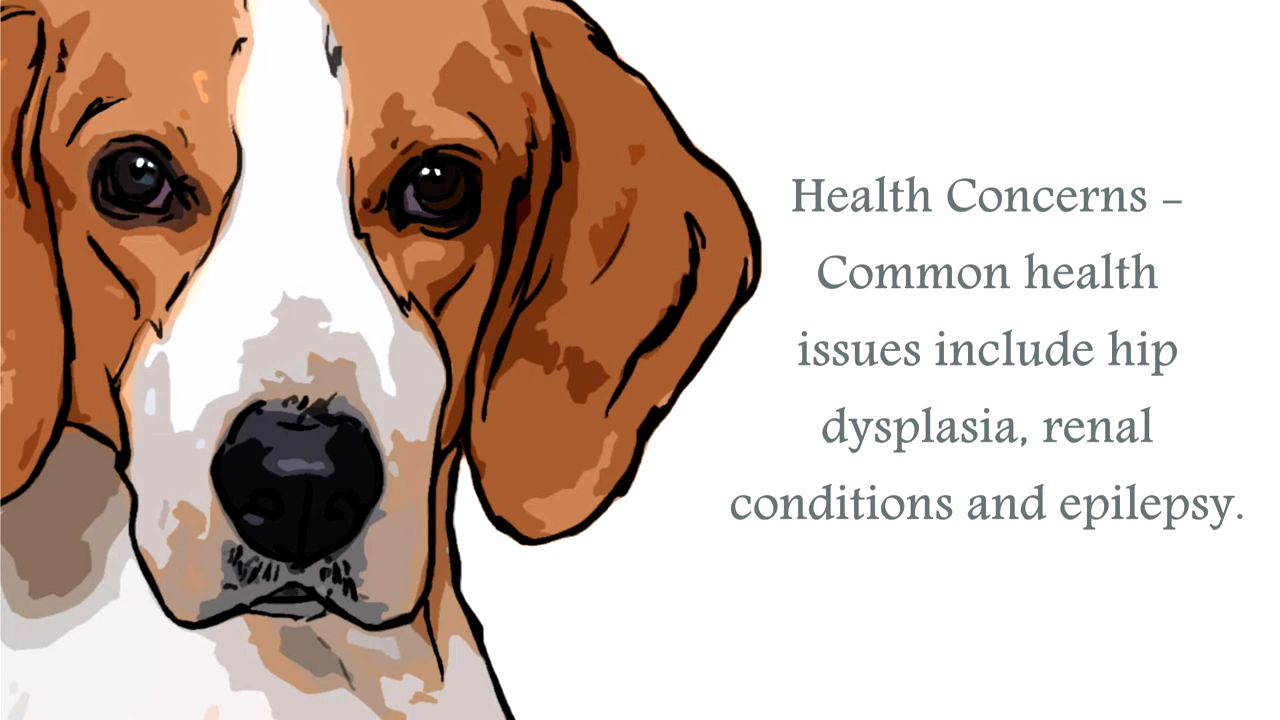 Health Concerns –
Common health
issues include hip
dysplasia, renal
conditions and epilepsy.